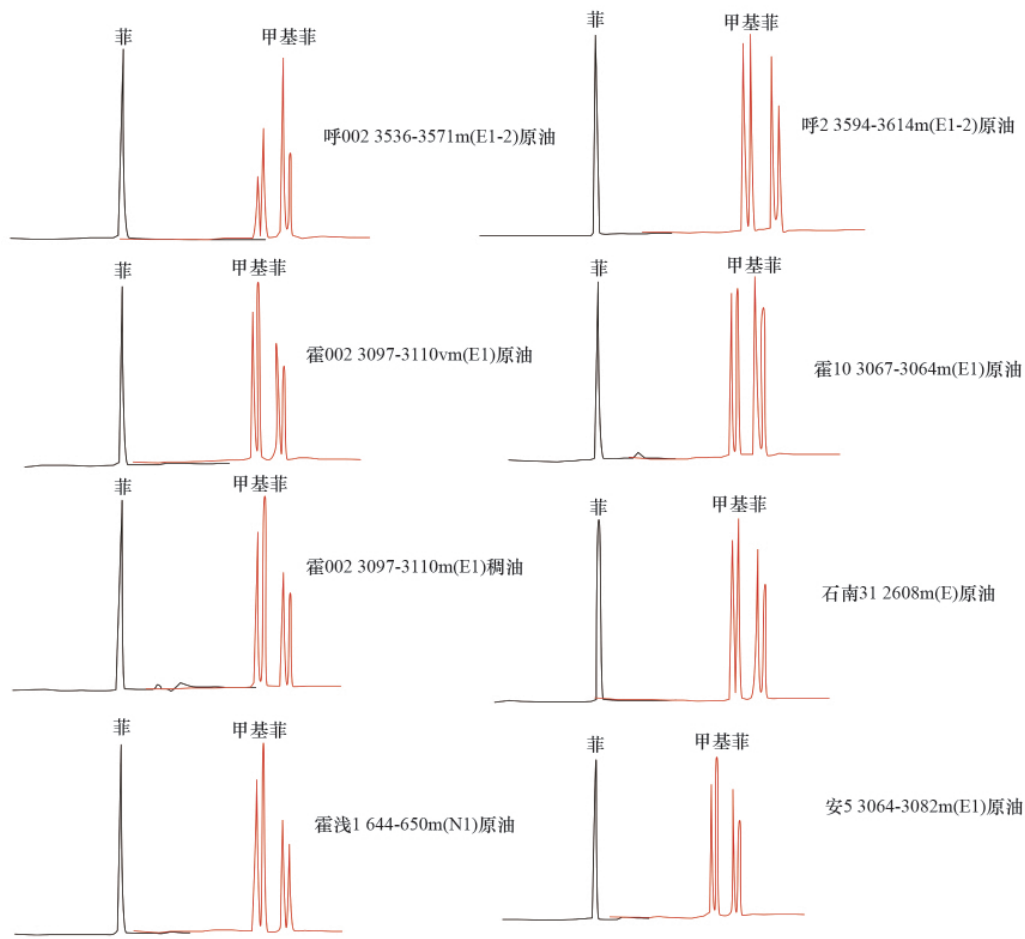 菲
甲基菲
呼002 3536-3571m(E1-2)原油
菲
甲基菲
呼2 3594-3614m(E1-2)原油
菲
甲基菲
霍002 3097-3110vm(E1)原油
菲
甲基菲
霍10 3067-3064m(E1)原油
菲
甲基菲
霍002 3097-3110m(E1)稠油
菲
甲基菲
石南31 2608m(E)原油
菲
甲基菲
霍浅1 644-650m(N1)原油
菲
甲基菲
安5 3064-3082m(E1)原油